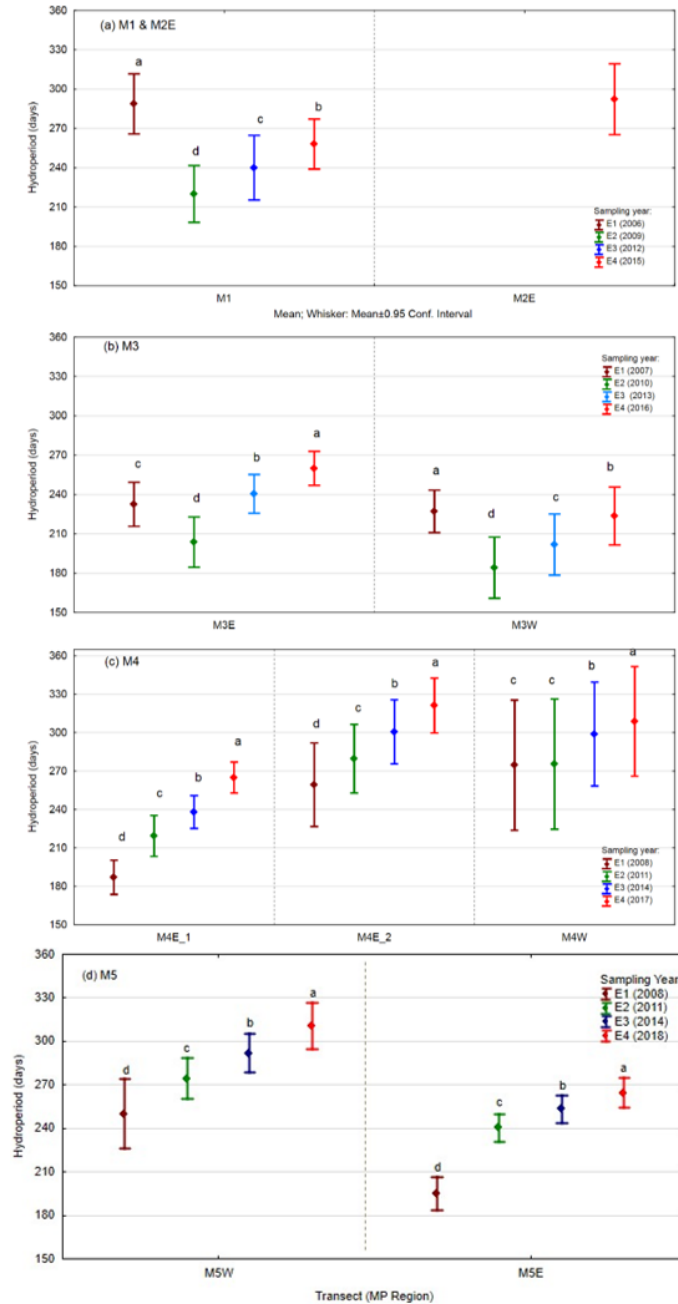 (a) M1 & M2E
Hydroperiod (days)
360
330
300
270
240
210
180
150
a
d
c
b
Sampling year:
E1 (2006)
E2 (2009)
E3 (2012)
E4 (2015)
M1
M2E
Mean; Whisker: Mean±0.95 Conf. Interval
(b) M3
Hydroperiod (days)
360
330
300
270
240
210
180
150
Sampling year:
E1 (2007)
E2 (2010)
E3 (2013)
E4 (2016)
c
d
b
a
a
d
c
b
M3E
M3W
(c) M4
Hydroperiod (days)
360
330
300
270
240
210
180
150
d
c
b
a
d
c
b
a
c
c
b
a
Sampling year:
E1 (2008)
E2 (2011)
E3 (2014)
E4 (2017)
M4E_1
M4E_2
M4W
(d) M5
Hydroperiod (days)
360
330
300
270
240
210
180
150
Sampling Year
E1 (2008)
E2 (2011)
E3 (2014)
E4 (2018)
d
c
b
a
d
c
b
a
M5W
M5E
Transect (MP Region)